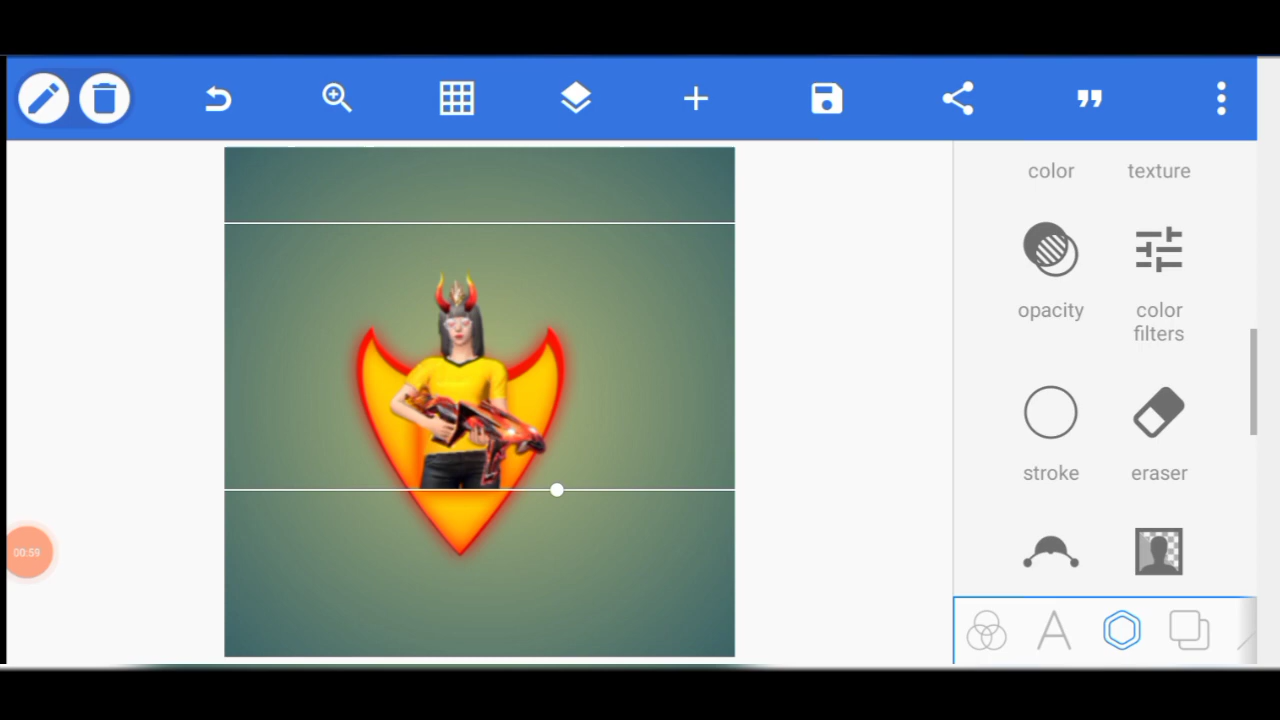 color texture
opacity color
filters
stroke eraser
00:59